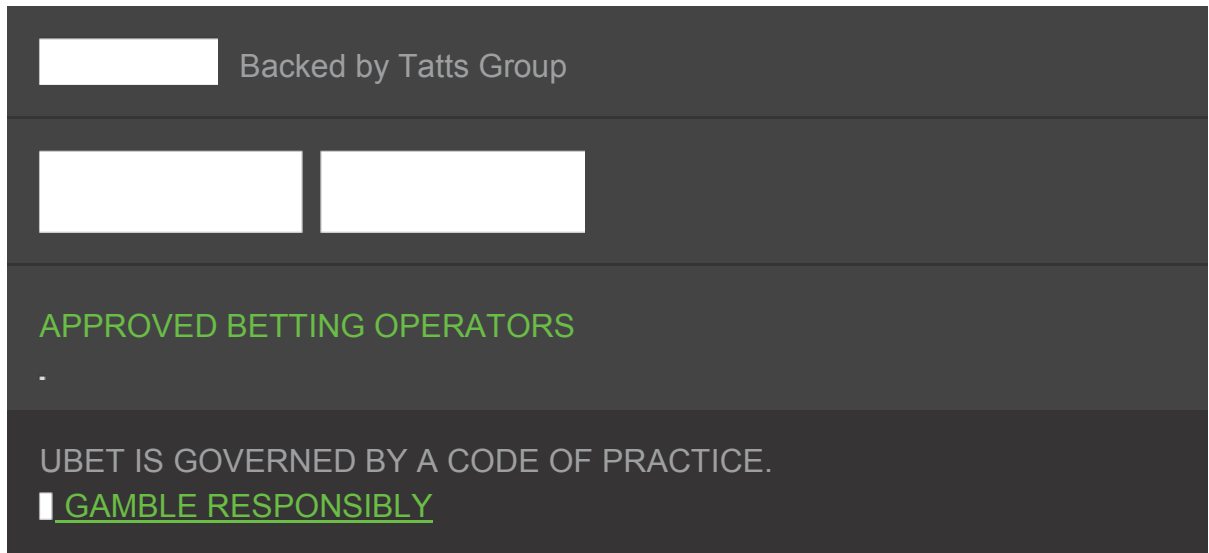 Backed by Tatts Group
APPROVED BETTING OPERATORS
-
UBET IS GOVERNED BY A CODE OF PRACTICE.
GAMBLE RESPONSIBLY